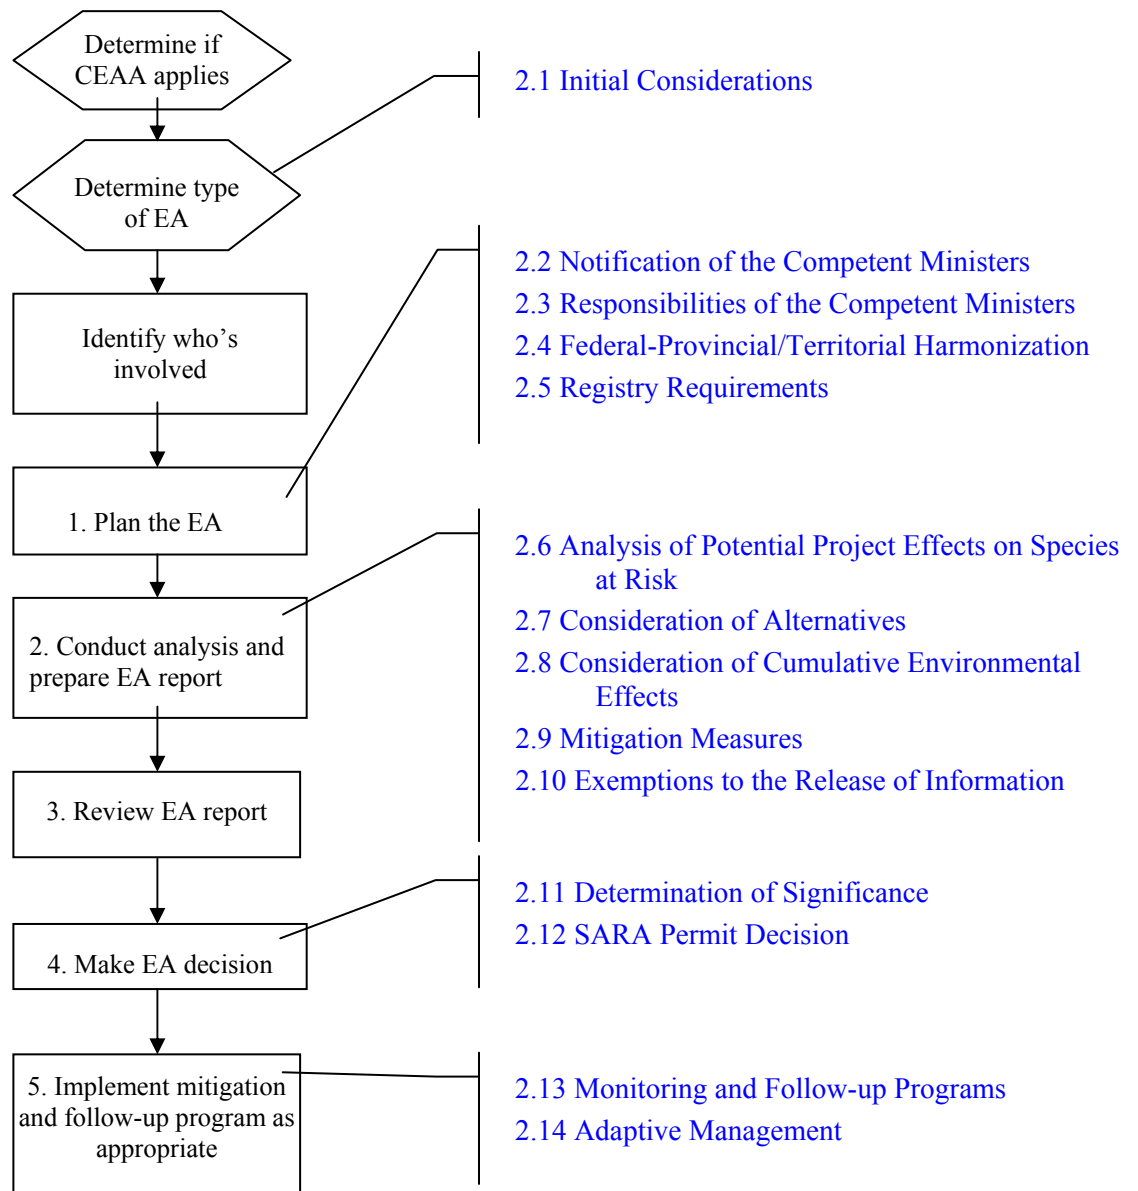 Determine if
CEAA applies
2.1 Initial Considerations
Determine type
of EA
2.2 Notification of the Competent Ministers
2.3 Responsibilities of the Competent Ministers
2.4 Federal-Provincial/Territorial Harmonization
2.5 Registry Requirements
Identify who’s
involved
1. Plan the EA
2.6 Analysis of Potential Project Effects on Species
at Risk
2.7 Consideration of Alternatives
2.8 Consideration of Cumulative Environmental
Effects
2.9 Mitigation Measures
2.10 Exemptions to the Release of Information
2. Conduct analysis and
prepare EA report
3. Review EA report
2.11 Determination of Significance
2.12 SARA Permit Decision
4. Make EA decision
5. Implement mitigation
and follow-up program as
appropriate
2.13 Monitoring and Follow-up Programs
2.14 Adaptive Management